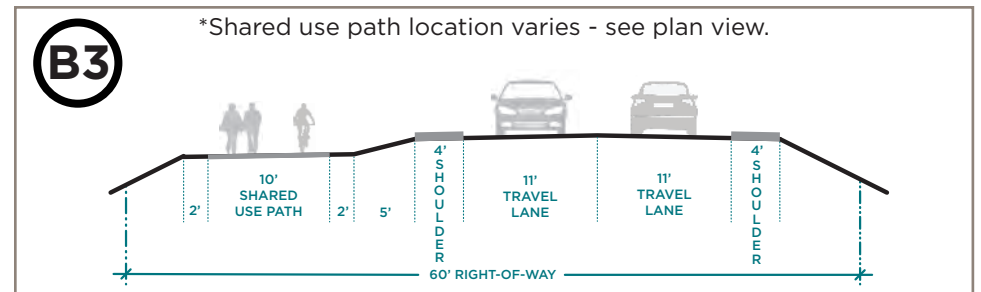 *Shared use path location varies - see plan view.
B3
2'
10'
SHARED
USE PATH
2'
5'
4'
SHOULDER
11'
TRAVEL
LANE
11'
TRAVEL
LANE
4'
SHOULDER
60' RIGHT-OF-WAY